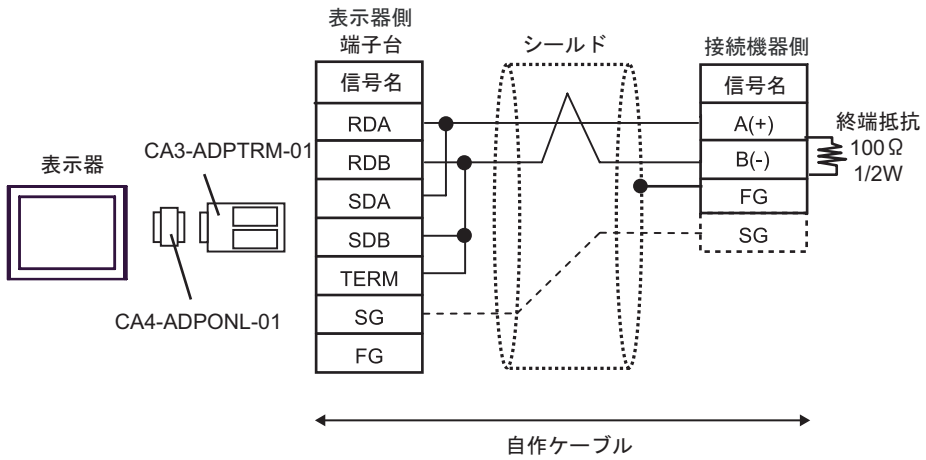 表示器
CA3-ADPTRM-01
CA4-ADPONL-01
表示器側
端子台
信号名
RDA
RDB
SDA
SDB
TERM
SG
FG
シールド
接続機器側
信号名
A(+)
B(-)
FG
SG
終端抵抗
100Ω
1/2W
自作ケーブル